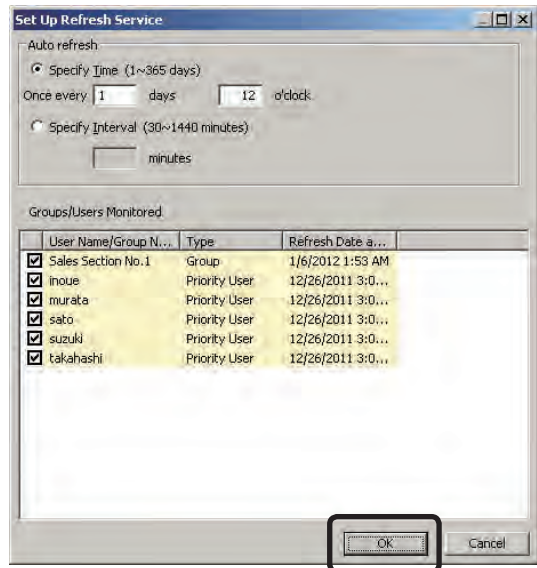 Set Up Refresh Service
Auto refresh
Specify Time (1~365 days)
Once every 1 days 12 o'clock
Specify Interval (30~1440 minutes)
minutes
Groups/Users Monitored
User Name/Group N... Type Refresh Date a...
Sales Section No.1 Group 1/6/2012 1:53 AM
inoue Priority User 12/26/2011 3:0...
murata Priority User 12/26/2011 3:0...
sato Priority User 12/26/2011 3:0...
suzuki Priority User 12/26/2011 3:0...
takahashi Priority User 12/26/2011 3:0...
OK Cancel